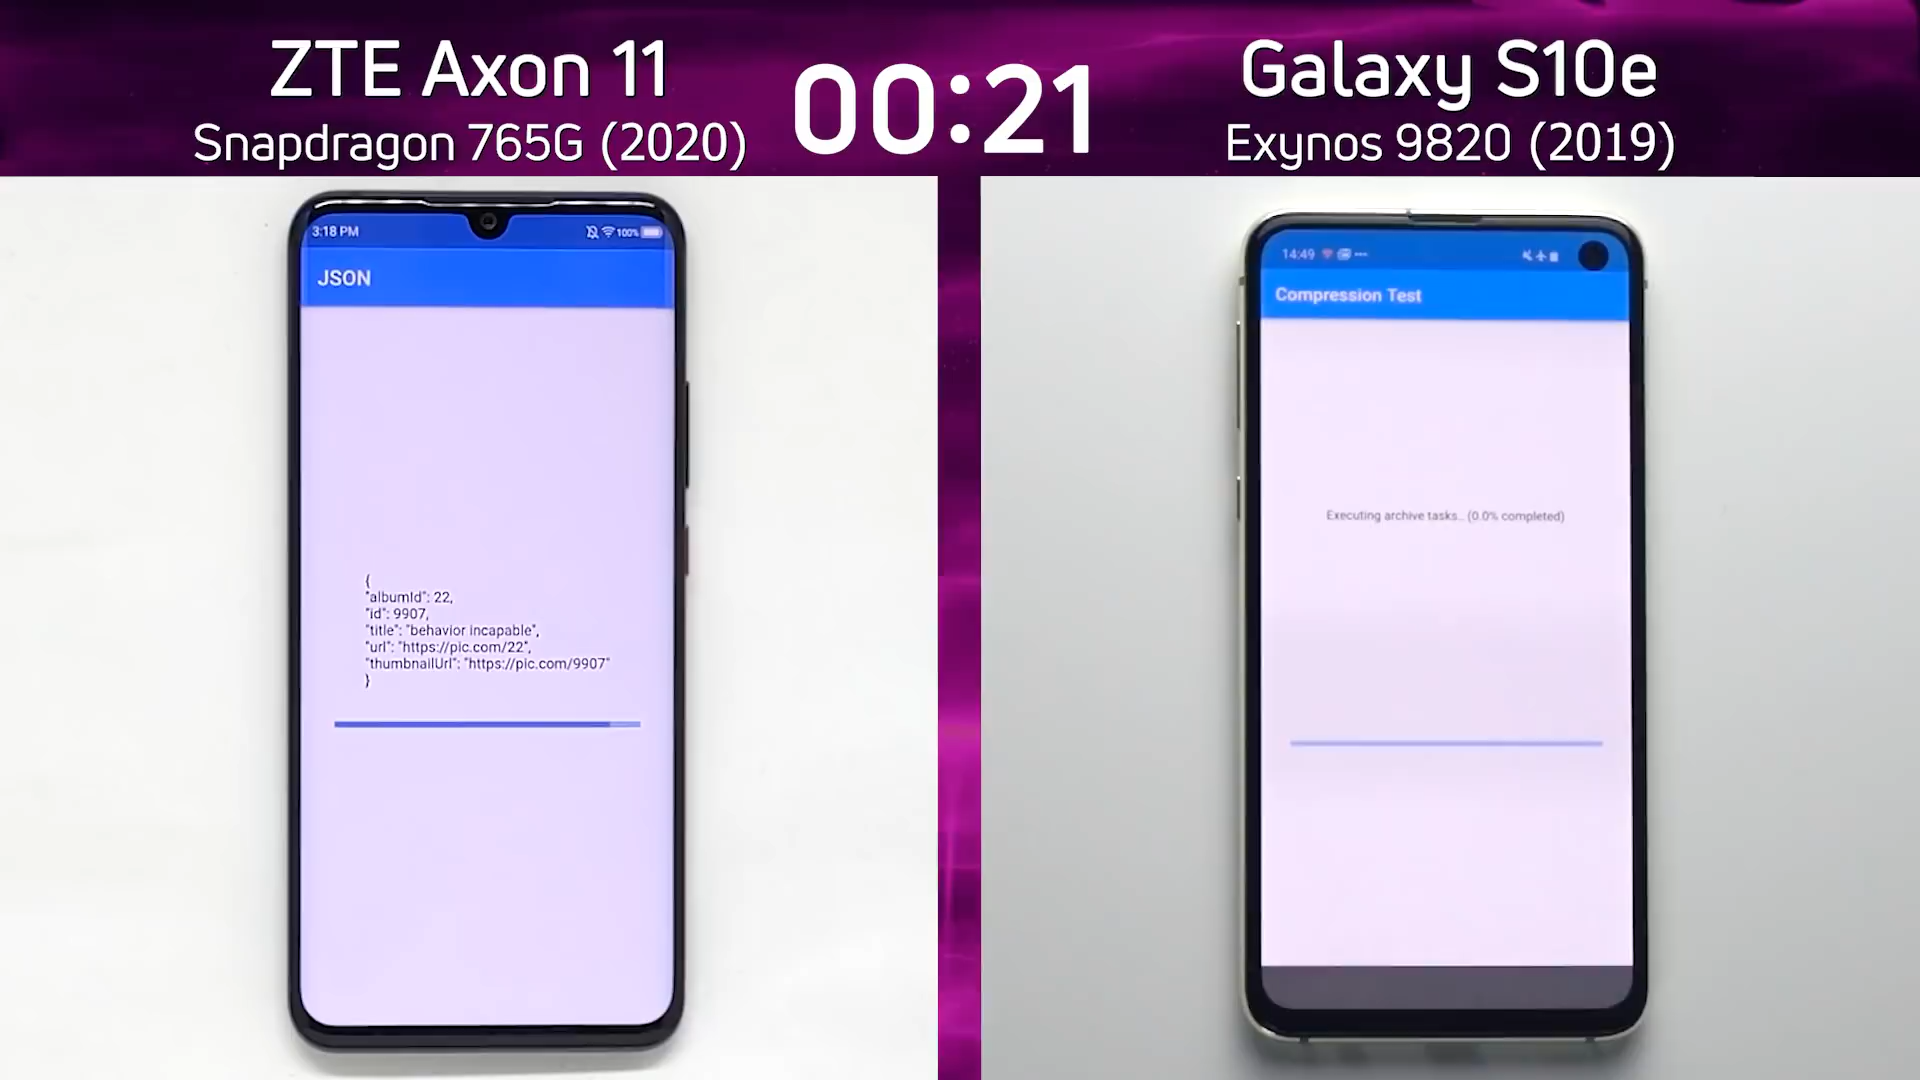 ZTE Axon 11
Snapdragon 765G (2020)
00:21
Galaxy S10e
Exynos 9820 (2019)
3:18 PM
100%
JSON
{
"albumId": 22,
"id": 9907,
"title": "behavior incapable",
"url": "https://pic.com/22",
"thumbnailUrl": "https://pic.com/9907"
}
14:49
Compression Test
Executing archive tasks... (0.0% completed)